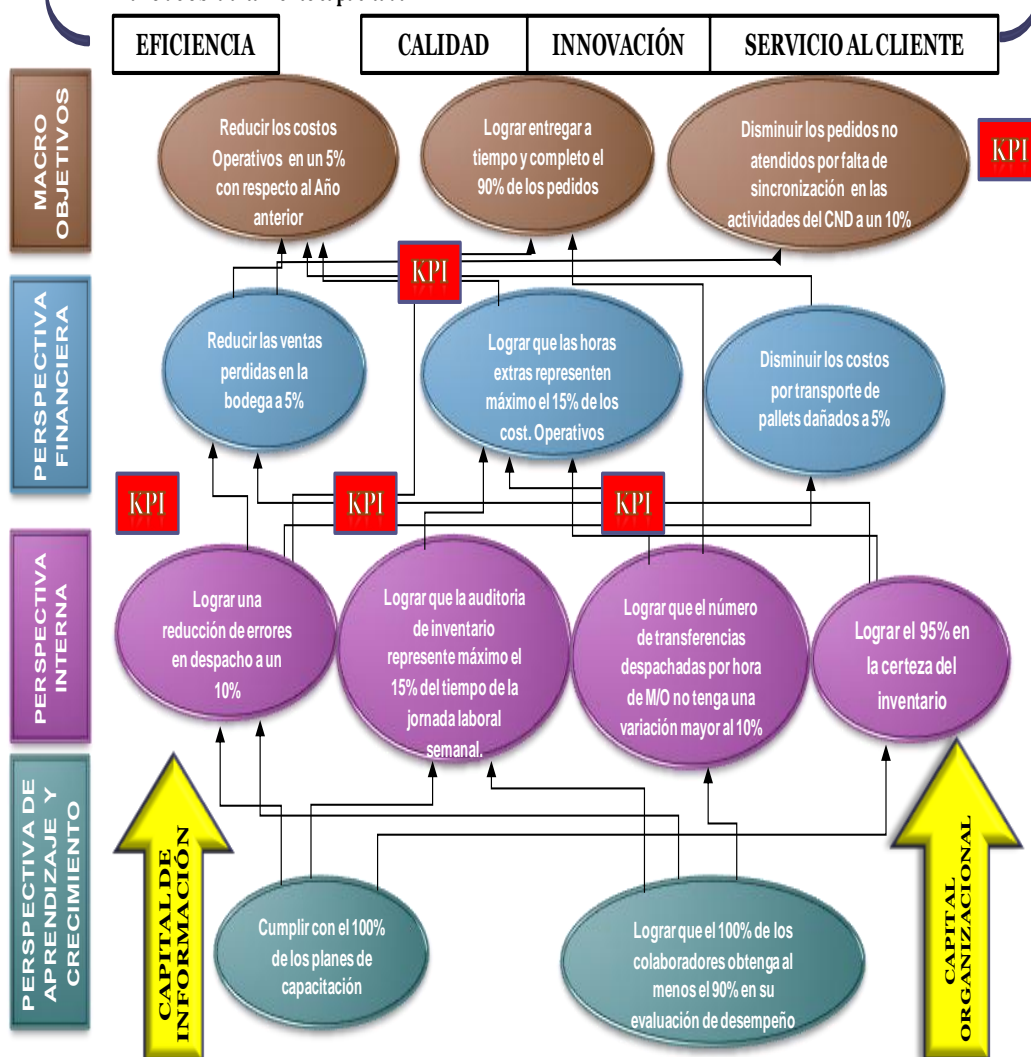 EFICIENCIA
CALIDAD
INNOVACIÓN
SERVICIO AL CLIENTE
MACRO
OBJETIVOS
Reducir los costos
Operativos en un 5%
con respecto al Año
anterior
Lograr entregar a
tiempo y completo el
90% de los pedidos
Disminuir los pedidos no
atendidos por falta de
sincronización en las
actividades del CND a un 10%
KPI
KPI
PERSPECTIVA
FINANCIERA
Reducir las ventas
perdidas en la
bodega a 5%
Lograr que las horas
extras representen
máximo el 15% de los
cost. Operativos
Disminuir los costos
por transporte de
pallets dañados a 5%
KPI
KPI
KPI
PERSPECTIVA
INTERNA
Lograr una
reducción de errores
en despacho a un
10%
Lograr que la auditoria
de inventario
represente máximo el
15% del tiempo de la
jornada laboral
semanal.
Lograr que el número
de transferencias
despachadas por hora
de M/O no tenga una
variación mayor al 10%
Lograr el 95% en
la certeza del
inventario
PERSPECTIVA DE
APRENDIZAJE Y
CRECIMIENTO
CAPITAL DE
INFORMACIÓN
Cumplir con el 100%
de los planes de
capacitación
Lograr que el 100% de los
colaboradores obtenga al
menos el 90% en su
evaluación de desempeño
CAPITAL
ORGANIZACIONAL